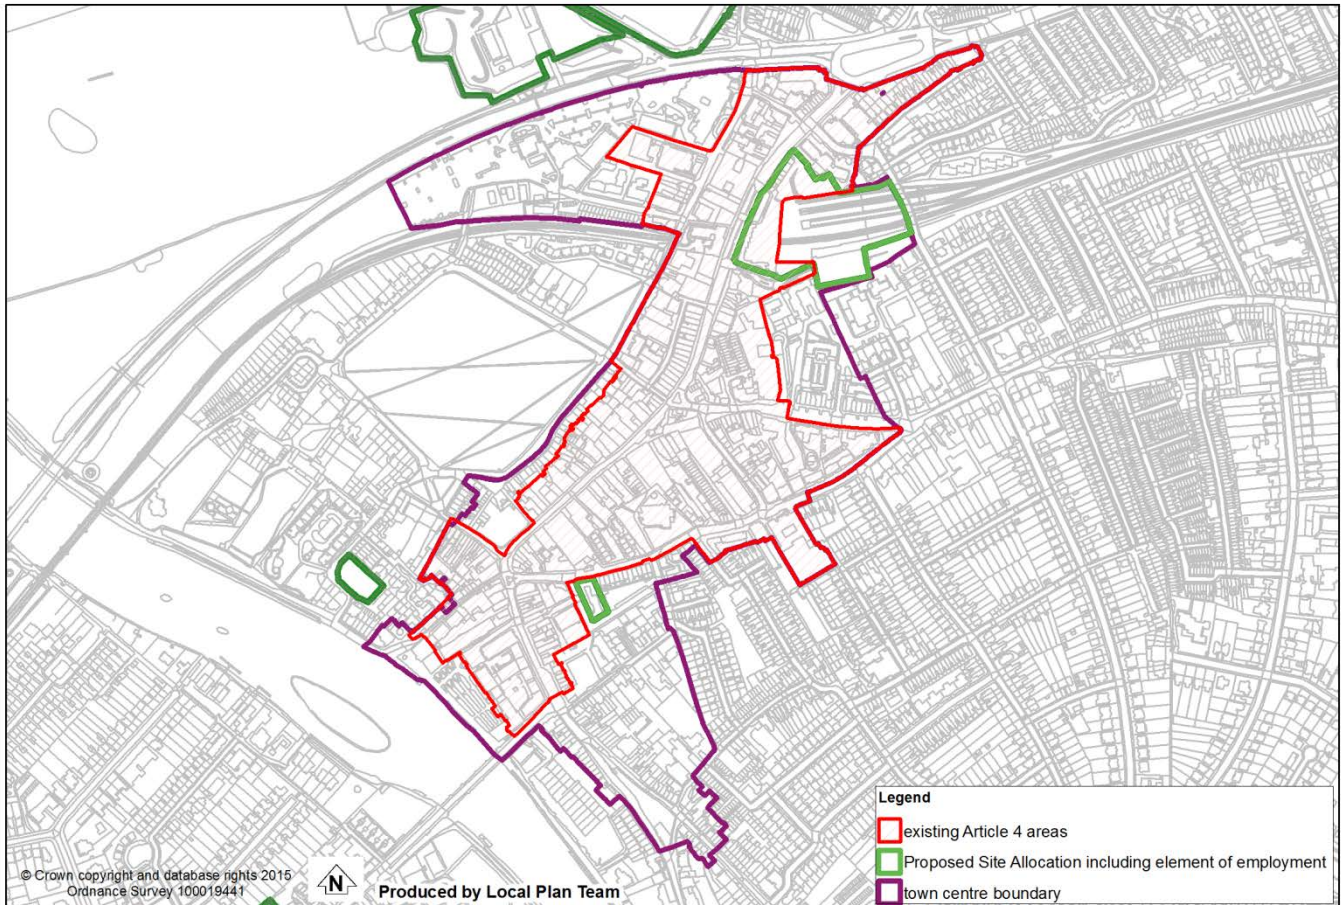 Legend
existing Article 4 areas
Proposed Site Allocation including element of employment
town centre boundary
© Crown copyright and database rights 2015
Ordnance Survey 100019441
N
Produced by Local Plan Team